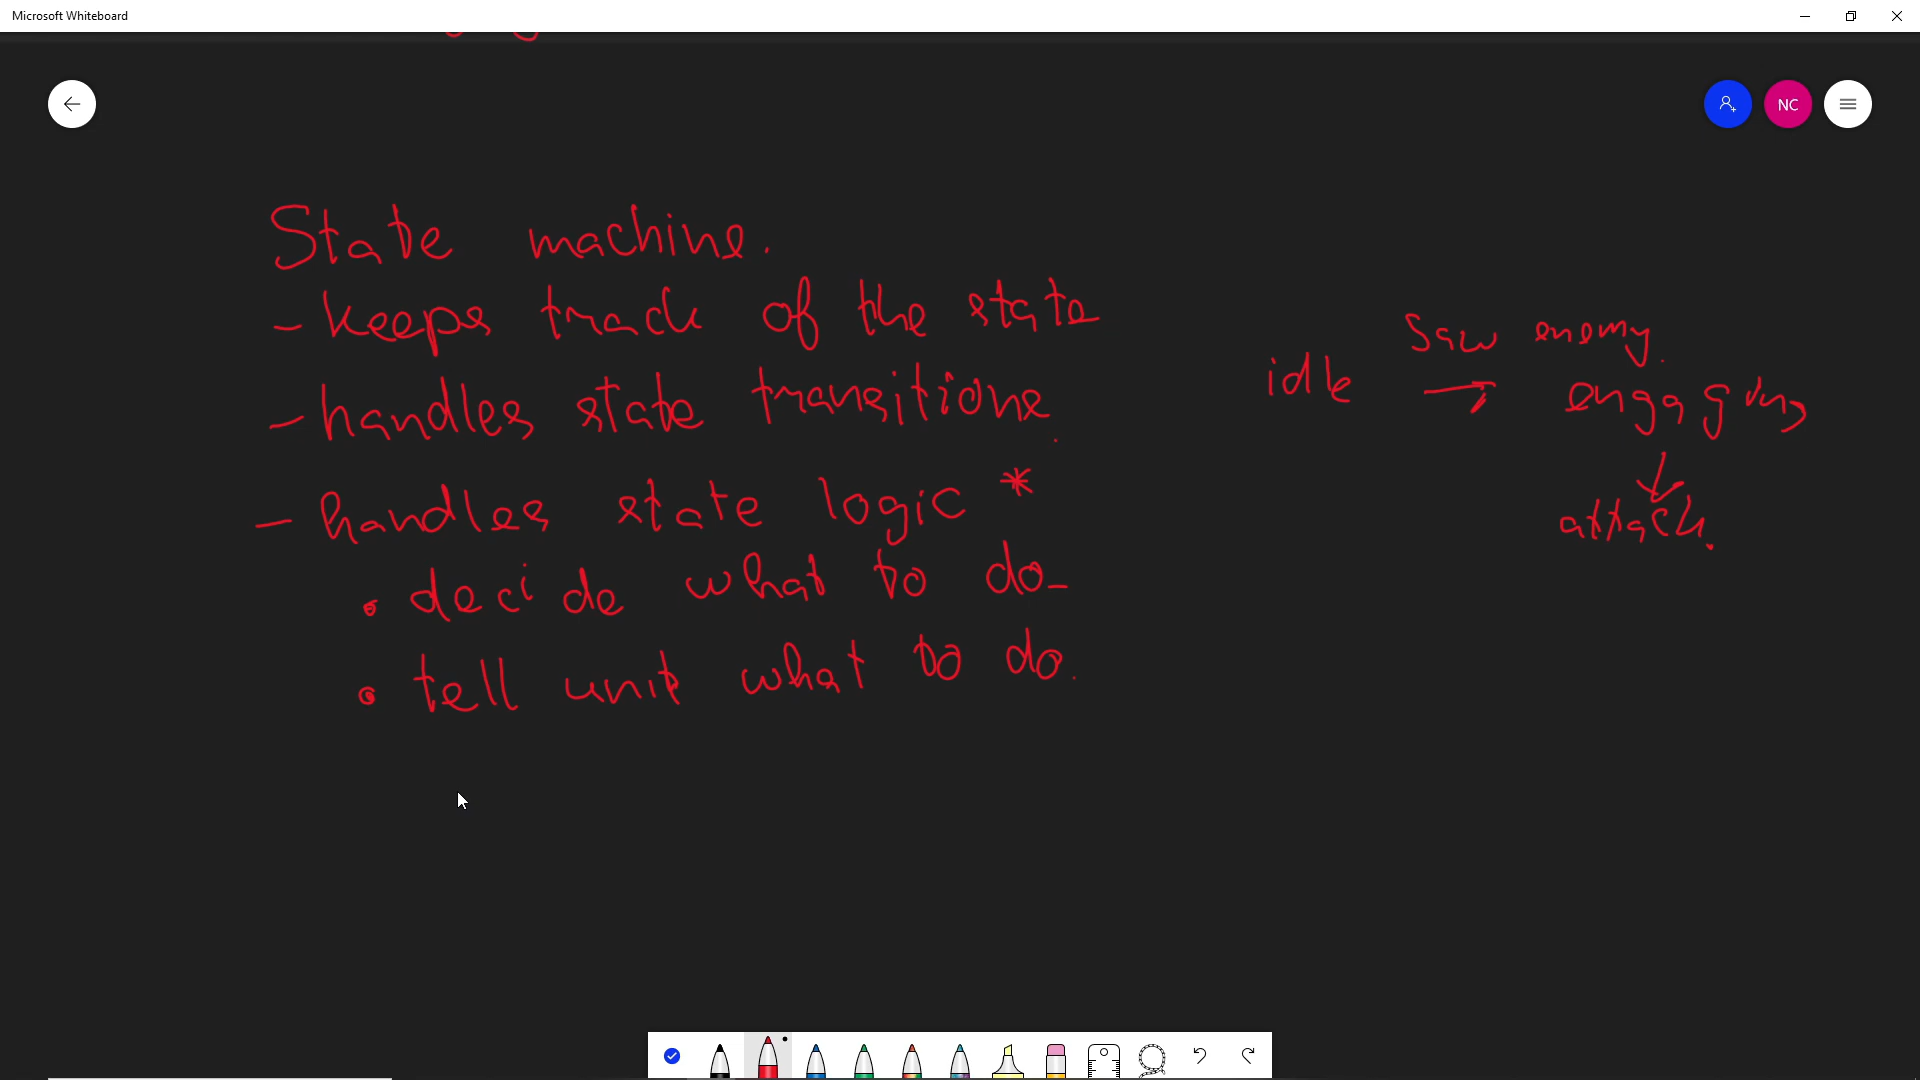 Microsoft Whiteboard
NC
State machine.
- keeps track of the state
- handles state transitions.
- handles state logic *
• decide what to do-
• tell unit what to do.
saw enemy.
idle → engaging
↓
attack.